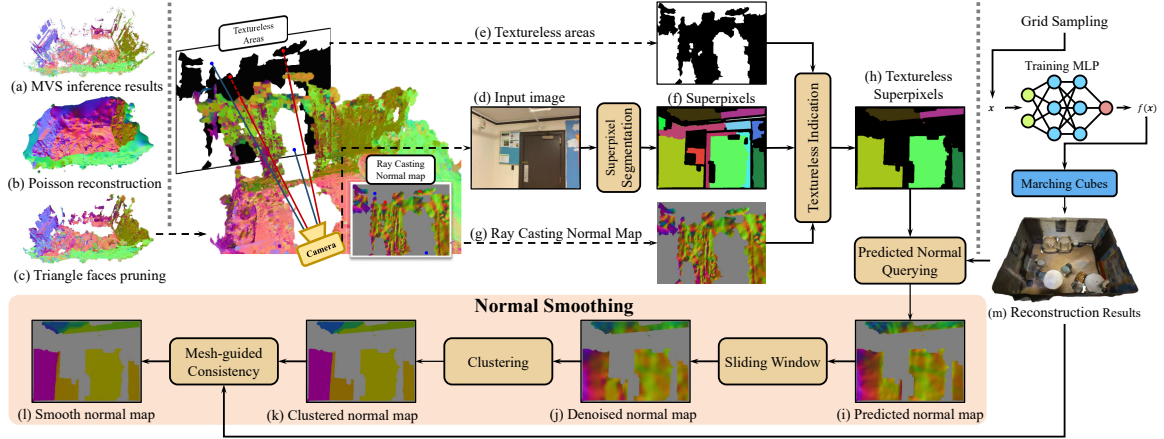 (a) MVS inference results
(b) Poisson reconstruction
(c) Triangle faces pruning
Textureless
Areas
Camera
Ray Casting
Normal map
(e) Textureless areas
(d) Input image
(g) Ray Casting Normal Map
Superpixel
Segmentation
(f) Superpixels
Textureless Indication
(h) Textureless
Superpixels
Predicted Normal
Querying
Grid Sampling
Training MLP
x
f(x)
Marching Cubes
(m) Reconstruction Results
Normal Smoothing
Mesh-guided
Consistency
Clustering
Sliding Window
(l) Smooth normal map
(k) Clustered normal map
(j) Denoised normal map
(i) Predicted normal map